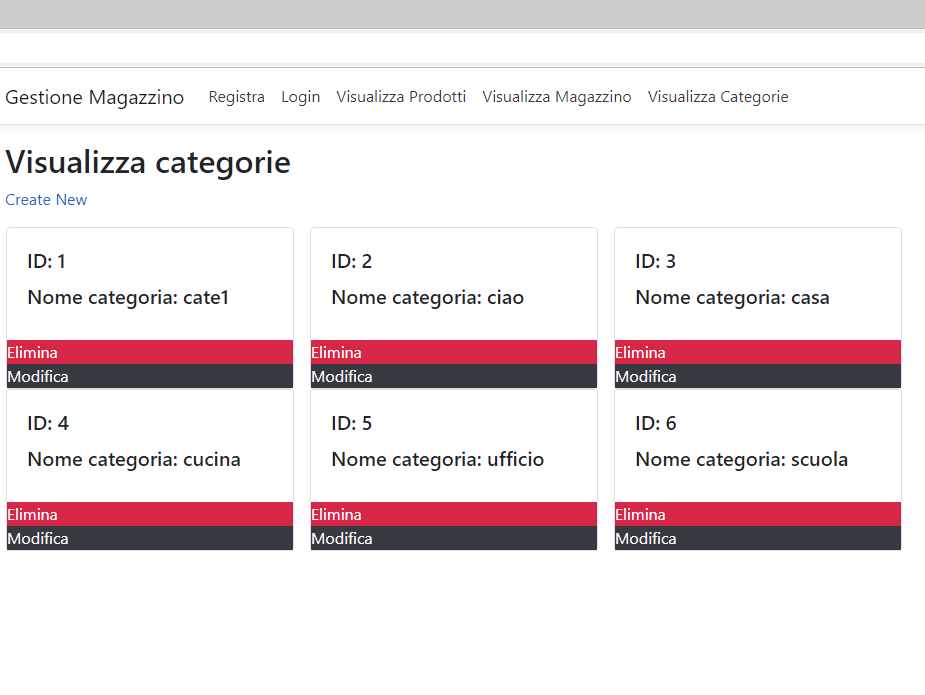 Gestione Magazzino Registra Login Visualizza Prodotti Visualizza Magazzino Visualizza Categorie
Visualizza categorie
Create New
ID: 1
Nome categoria: cate1
Elimina
Modifica
ID: 2
Nome categoria: ciao
Elimina
Modifica
ID: 3
Nome categoria: casa
Elimina
Modifica
ID: 4
Nome categoria: cucina
Elimina
Modifica
ID: 5
Nome categoria: ufficio
Elimina
Modifica
ID: 6
Nome categoria: scuola
Elimina
Modifica